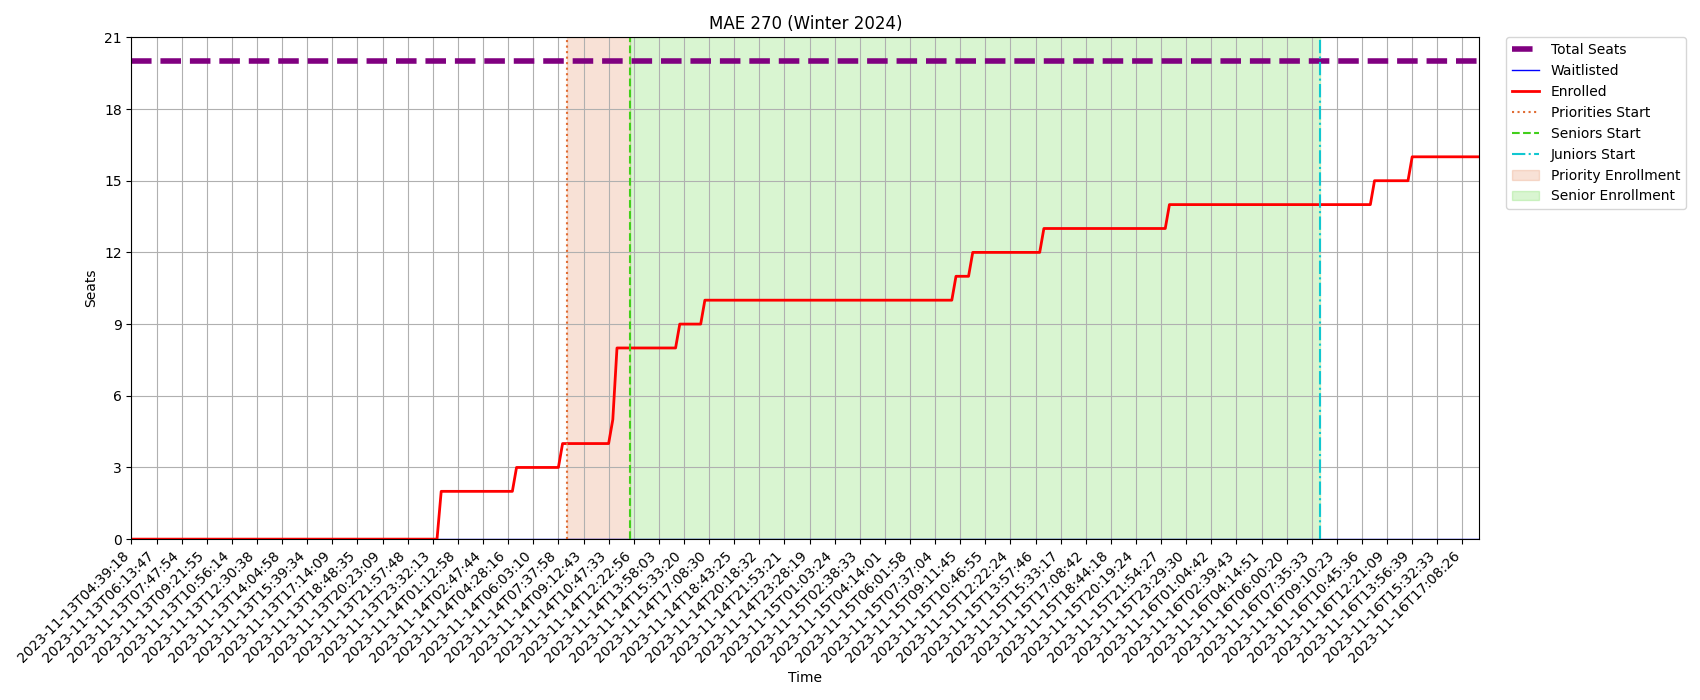 MAE 270 (Winter 2024)
21
18
15
12
9
6
3
0
Seats
Total Seats
Waitlisted
Enrolled
Priorities Start
Seniors Start
Juniors Start
Priority Enrollment
Senior Enrollment
2023-11-13T04:39:18
2023-11-13T06:13:47
2023-11-13T07:47:54
2023-11-13T09:21:55
2023-11-13T10:56:14
2023-11-13T12:30:38
2023-11-13T14:04:58
2023-11-13T15:39:34
2023-11-13T17:14:09
2023-11-13T18:48:35
2023-11-13T20:23:09
2023-11-13T21:57:48
2023-11-13T23:32:13
2023-11-14T01:12:58
2023-11-14T02:47:44
2023-11-14T04:28:16
2023-11-14T06:03:10
2023-11-14T07:37:58
2023-11-14T09:12:43
2023-11-14T10:47:33
2023-11-14T12:22:56
2023-11-14T13:58:03
2023-11-14T15:33:20
2023-11-14T17:08:30
2023-11-14T18:43:25
2023-11-14T20:18:32
2023-11-14T21:53:21
2023-11-14T23:28:19
2023-11-15T01:03:24
2023-11-15T02:38:33
2023-11-15T04:14:01
2023-11-15T06:01:58
2023-11-15T07:37:04
2023-11-15T09:11:45
2023-11-15T10:46:55
2023-11-15T12:22:24
2023-11-15T13:57:46
2023-11-15T15:33:17
2023-11-15T17:08:42
2023-11-15T18:44:18
2023-11-15T20:19:24
2023-11-15T21:54:27
2023-11-15T23:29:30
2023-11-16T01:04:42
2023-11-16T02:39:43
2023-11-16T04:14:51
2023-11-16T06:00:20
2023-11-16T07:35:33
2023-11-16T09:10:23
2023-11-16T10:45:36
2023-11-16T12:21:09
2023-11-16T13:56:39
2023-11-16T15:32:33
2023-11-16T17:08:26
Time